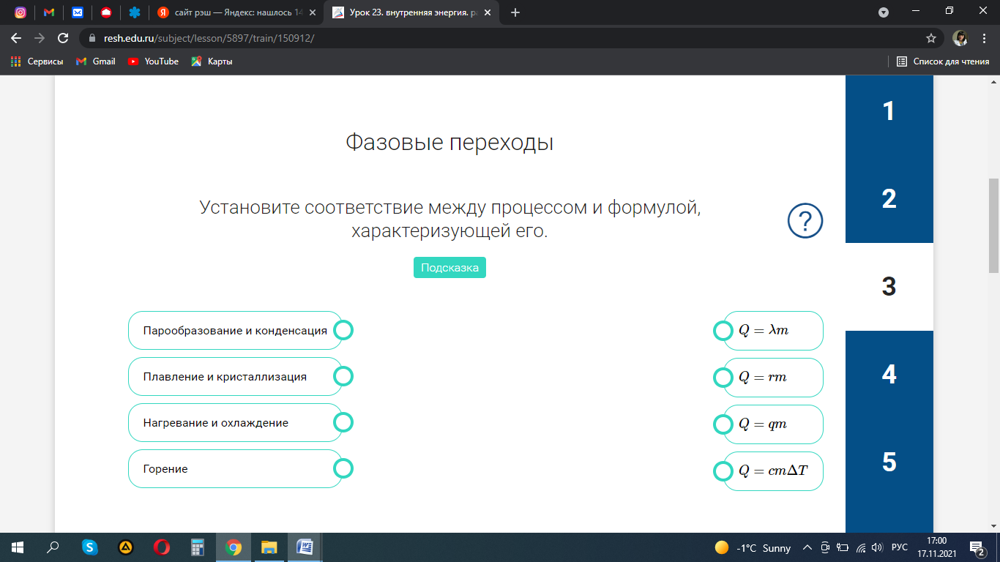 сайт рэш — Яндекс: нашлось 14
Урок 23. внутренняя энергия. ра
resh.edu.ru/subject/lesson/5897/train/150912/
Сервисы
Gmail
YouTube
Карты
Список для чтения
Фазовые переходы
Установите соответствие между процессом и формулой,
характеризующей его.
?
Подсказка
Парообразование и конденсация
Плавление и кристаллизация
Нагревание и охлаждение
Горение
Q = λm
Q = rm
Q = qm
Q = cmΔT
1
2
3
4
5
-1°C Sunny
РУС
17:00
17.11.2021
2